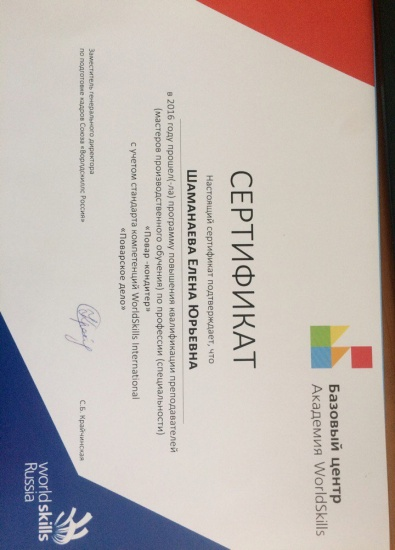 Базовый центр
Академия WorldSkills
СЕРТИФИКАТ
Настоящий сертификат подтверждает, что
ШАМАНАЕВА ЕЛЕНА ЮРЬЕВНА
в 2016 году прошел(-ла) программу повышения квалификации преподавателей
(мастеров производственного обучения) по профессии (специальности)
«Повар -кондитер»
с учетом стандарта компетенций WorldSkills International
«Поварское дело»
Заместитель генерального директора
по подготовке кадров Союза «Ворлдскиллс Россия»
С.Б. Крайчинская
worldskills
Russia